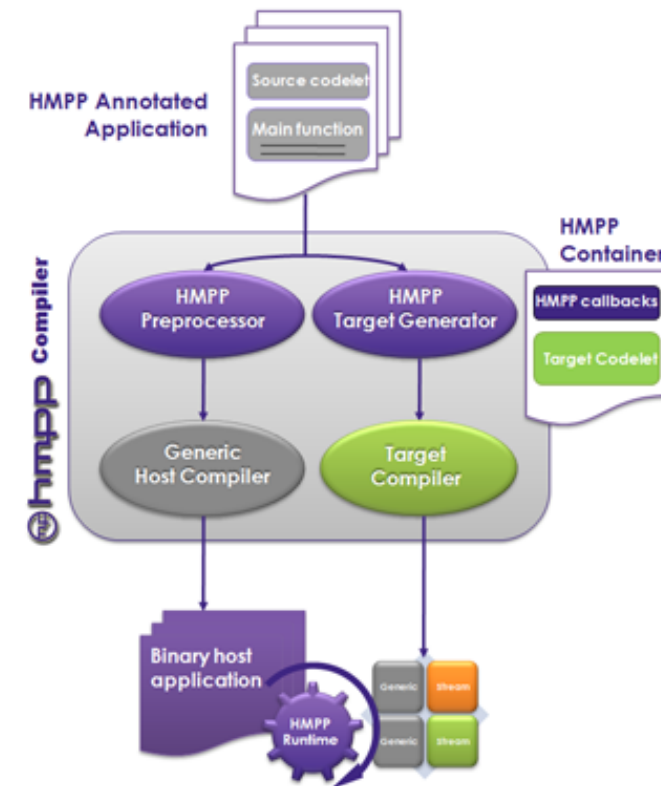 Source codelet
HMPP Annotated
Application
Main function
HMPP
Container
HMPP callbacks
Target Codelet
hmpp Compiler
HMPP
Preprocessor
HMPP
Target Generator
Generic
Host Compiler
Target
Compiler
Binary host
application
HMPP
Runtime
Generic
Stream
Generic
Stream